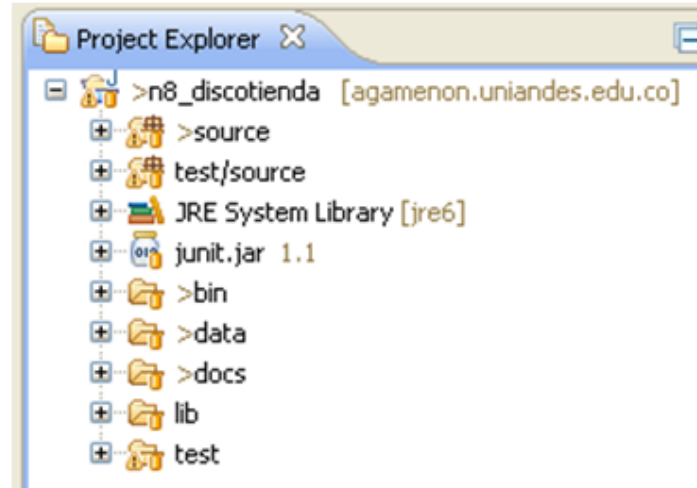 Project Explorer
>n8_discotienda [agamenon.uniandes.edu.co]
>source
test/source
JRE System Library [jre6]
junit.jar 1.1
>bin
>data
>docs
lib
test